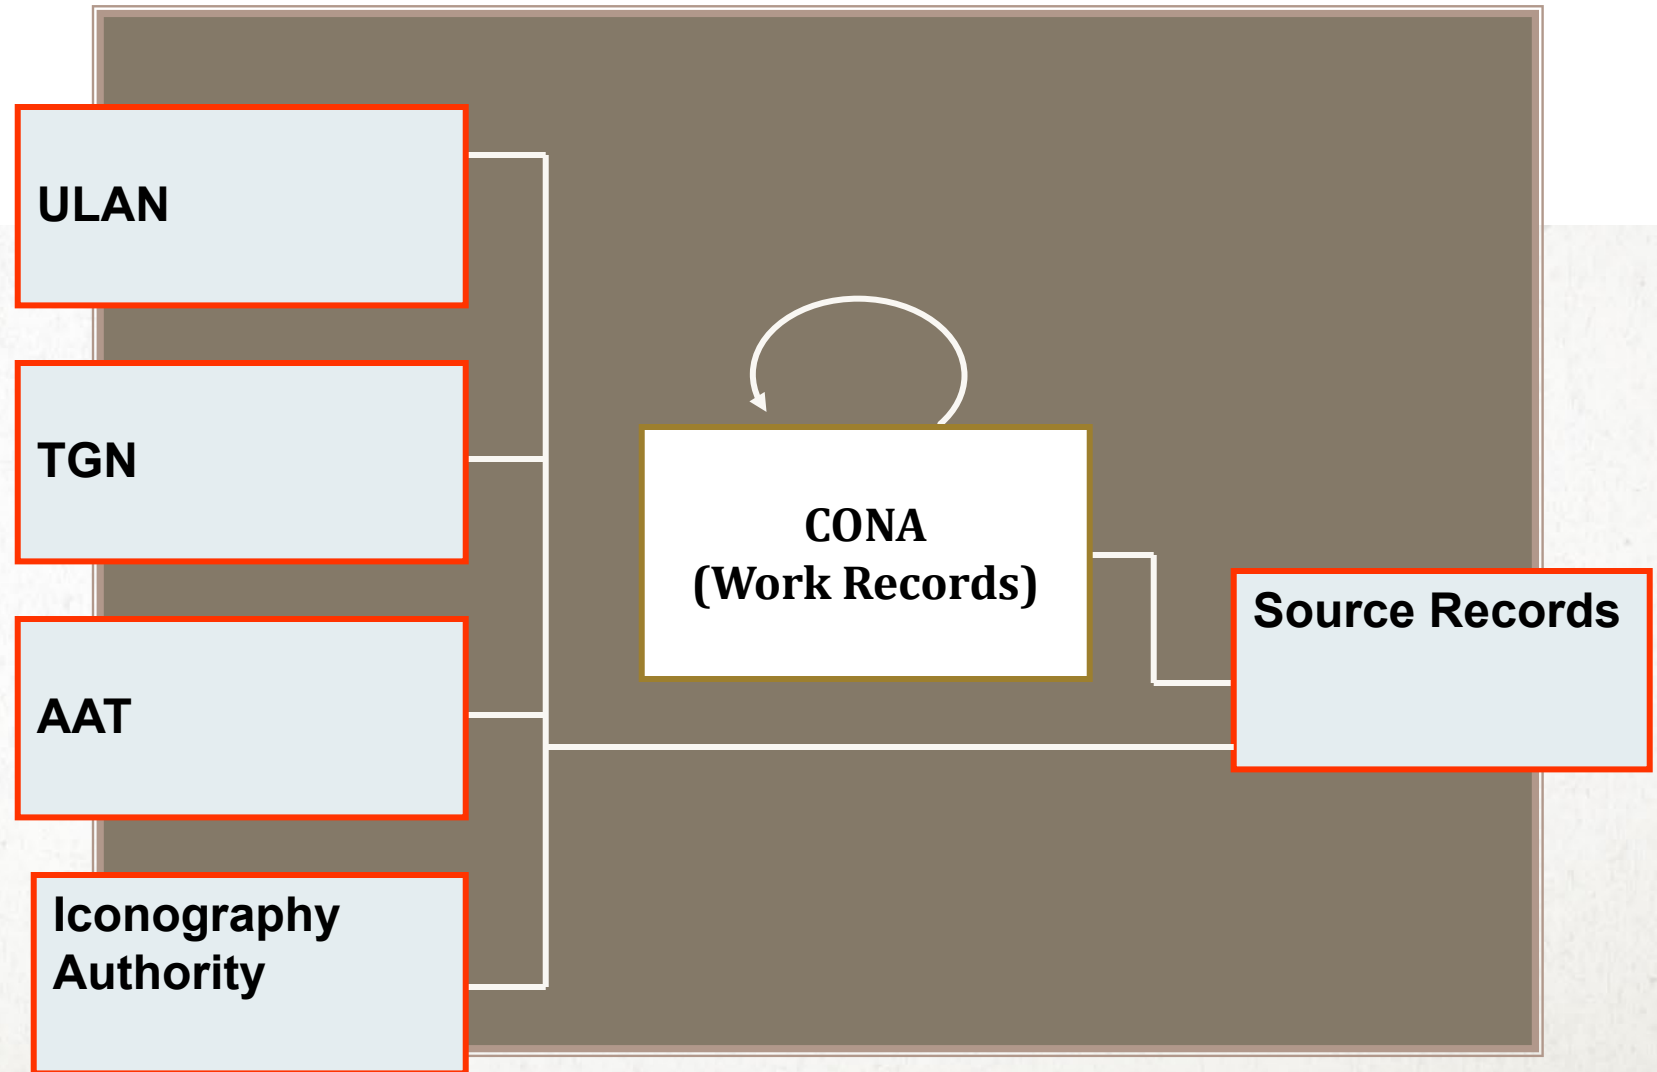 ULAN
TGN
AAT
Iconography
Authority
CONA
(Work Records)
Source Records